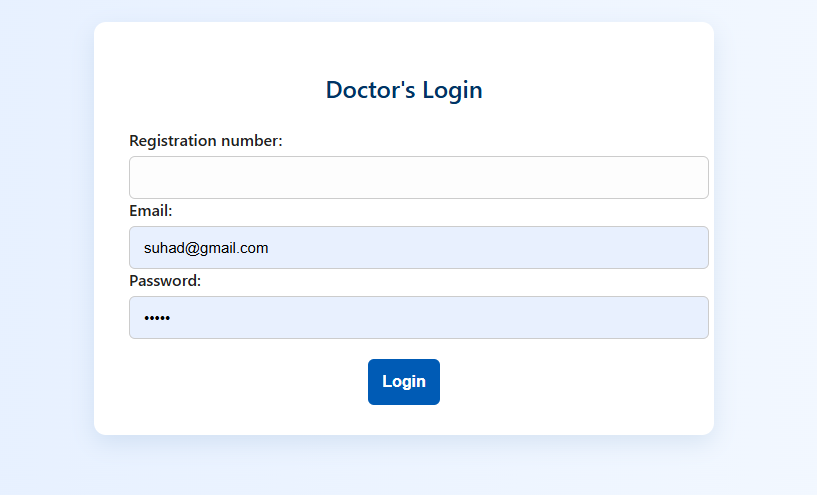 Doctor's Login
Registration number:
Email:
suhad@gmail.com
Password:
•••••
Login